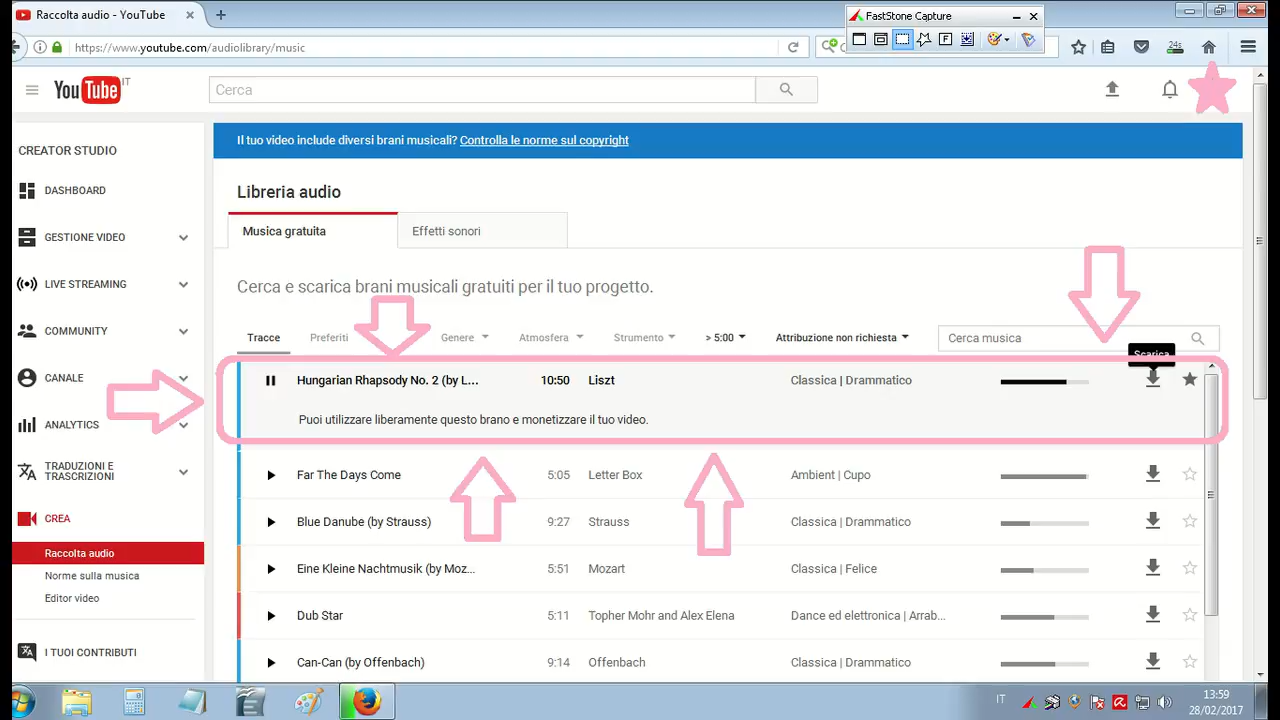 Raccolta audio - YouTube
FastStone Capture
https://www.youtube.com/audiolibrary/music
24s
YouTube IT
Cerca
CREATOR STUDIO
Il tuo video include diversi brani musicali? Controlla le norme sul copyright
DASHBOARD
Libreria audio
GESTIONE VIDEO
Musica gratuita
Effetti sonori
LIVE STREAMING
Cerca e scarica brani musicali gratuiti per il tuo progetto.
COMMUNITY
Tracce
Preferiti
Genere
Atmosfera
Strumento
> 5:00
Attribuzione non richiesta
Cerca musica
Scarica
CANALE
Hungarian Rhapsody No. 2 (by L... 10:50 Liszt Classica | Drammatico
ANALYTICS
Puoi utilizzare liberamente questo brano e monetizzare il tuo video.
TRADUZIONI E
TRASCRIZIONI
Far The Days Come 5:05 Letter Box Ambient | Cupo
CREA
Blue Danube (by Strauss) 9:27 Strauss Classica | Drammatico
Raccolta audio
Norme sulla musica
Eine Kleine Nachtmusik (by Moz... 5:51 Mozart Classica | Felice
Editor video
Dub Star 5:11 Topher Mohr and Alex Elena Dance ed elettronica | Arrab...
I TUOI CONTRIBUTI
Can-Can (by Offenbach) 9:14 Offenbach Classica | Drammatico
IT
13:59
28/02/2017